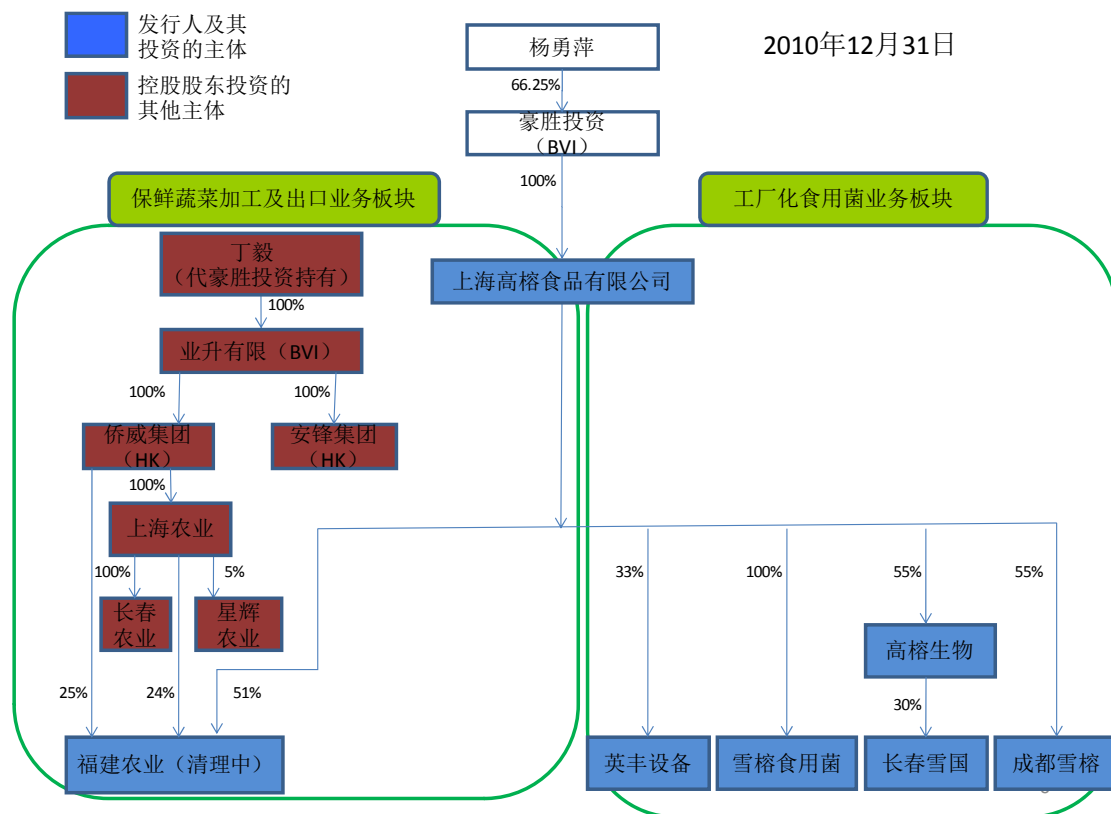 发行人及其
投资的主体
控股股东投资的
其他主体
杨勇萍
2010年12月31日
66.25%
豪胜投资
（BVI）
100%
保鲜蔬菜加工及出口业务板块
工厂化食用菌业务板块
丁毅
（代豪胜投资持有）
上海高榕食品有限公司
100%
业升有限（BVI）
100%
100%
侨威集团
（HK）
安锋集团
（HK）
100%
上海农业
100%
5%
33%
100%
55%
55%
长春
农业
星辉
农业
高榕生物
25%
24%
51%
30%
福建农业（清理中）
英丰设备
雪榕食用菌
长春雪国
成都雪榕